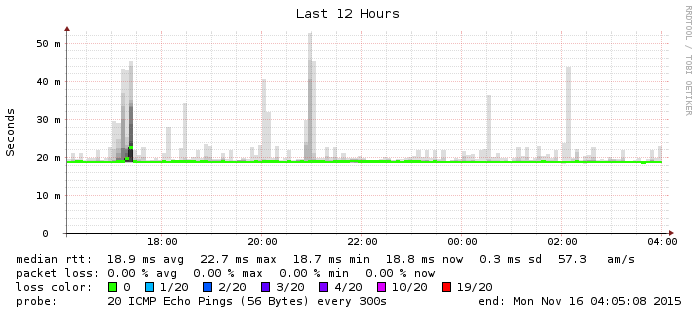 Last 12 Hours
RRDTOOL / TOBI OETIKER
Seconds
50 m
40 m
30 m
20 m
10 m
0
18:00 20:00 22:00 00:00 02:00 04:00
median rtt: 18.9 ms avg 22.7 ms max 18.7 ms min 18.8 ms now 0.3 ms sd 57.3 am/s
packet loss: 0.00 % avg 0.00 % max 0.00 % min 0.00 % now
loss color: 0 1/20 2/20 3/20 4/20 10/20 19/20
probe: 20 ICMP Echo Pings (56 Bytes) every 300s end: Mon Nov 16 04:05:08 2015